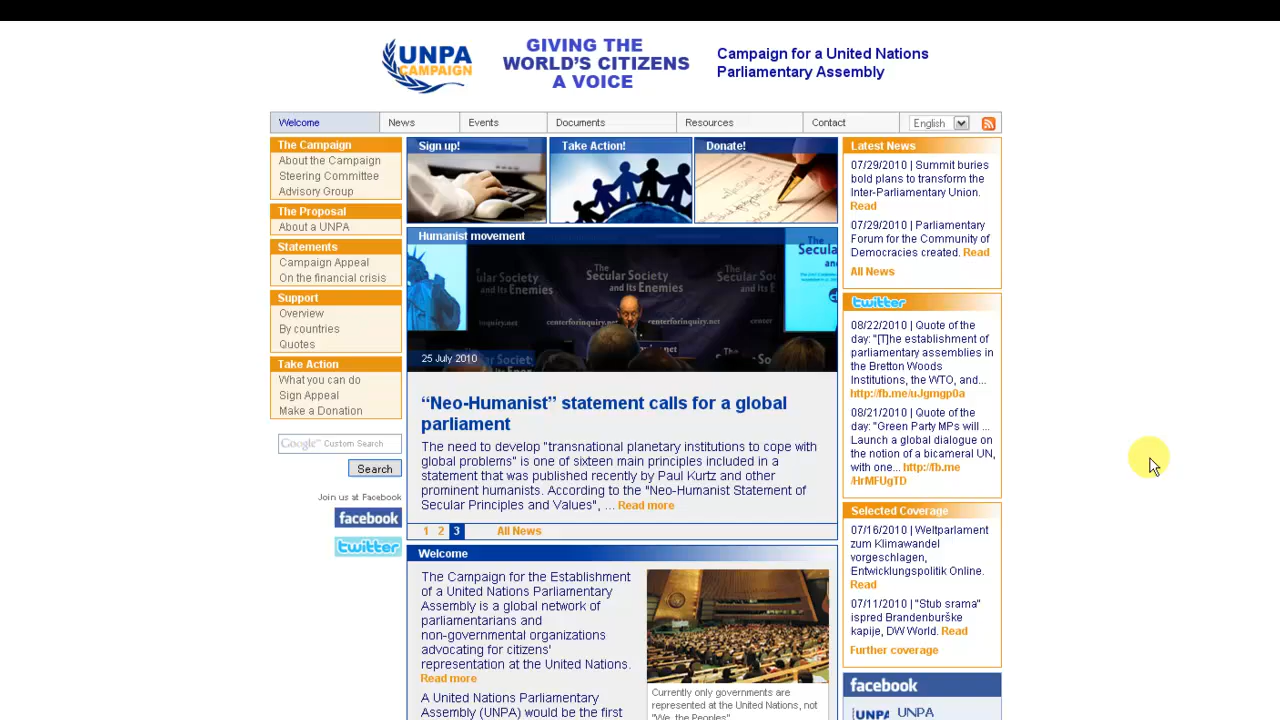 UNPA
CAMPAIGN
GIVING THE
WORLD'S CITIZENS
A VOICE
Campaign for a United Nations
Parliamentary Assembly
Welcome
News
Events
Documents
Resources
Contact
English
The Campaign
About the Campaign
Steering Committee
Advisory Group
The Proposal
About a UNPA
Statements
Campaign Appeal
On the financial crisis
Support
Overview
By countries
Quotes
Take Action
What you can do
Sign Appeal
Make a Donation
Google™ Custom Search
Search
Join us at Facebook
facebook
twitter
Sign up!
Take Action!
Donate!
Humanist movement
The
Secular Society
and Its Enemies
centerforinquiry.net
25 July 2010
“Neo-Humanist” statement calls for a global
parliament
The need to develop "transnational planetary institutions to cope with
global problems" is one of sixteen main principles included in a
statement that was published recently by Paul Kurtz and other
prominent humanists. According to the "Neo-Humanist Statement of
Secular Principles and Values", ... Read more
1 2 3 All News
Welcome
The Campaign for the Establishment
of a United Nations Parliamentary
Assembly is a global network of
parliamentarians and
non-governmental organizations
advocating for citizens'
representation at the United Nations.
Read more
A United Nations Parliamentary
Assembly (UNPA) would be the first
Currently only governments are
represented at the United Nations, not
"We, the Peoples"
Latest News
07/29/2010 | Summit buries
bold plans to transform the
Inter-Parliamentary Union.
Read
07/29/2010 | Parliamentary
Forum for the Community of
Democracies created. Read
All News
twitter
08/22/2010 | Quote of the
day: "[T]he establishment of
parliamentary assemblies in
the Bretton Woods
Institutions, the WTO, and...
http://fb.me/uJgmgp0a
08/21/2010 | Quote of the
day: "Green Party MPs will ...
Launch a global dialogue on
the notion of a bicameral UN,
with one... http://fb.me
/HrMFUgTD
Selected Coverage
07/16/2010 | Weltparlament
zum Klimawandel
vorgeschlagen,
Entwicklungspolitik Online.
Read
07/11/2010 | "Stub srama"
ispred Brandenburške
kapije, DW World. Read
Further coverage
facebook
UNPA
UNPA